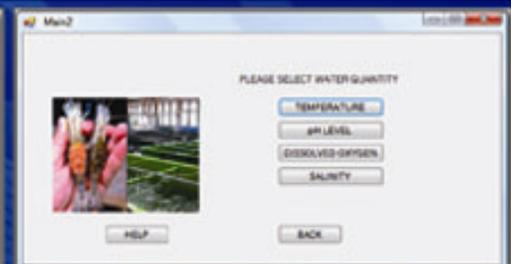 Main2
PLEASE SELECT WATER QUANTITY
TEMPERATURE
pH LEVEL
DISSOLVED OXYGEN
SALINITY
HELP
BACK